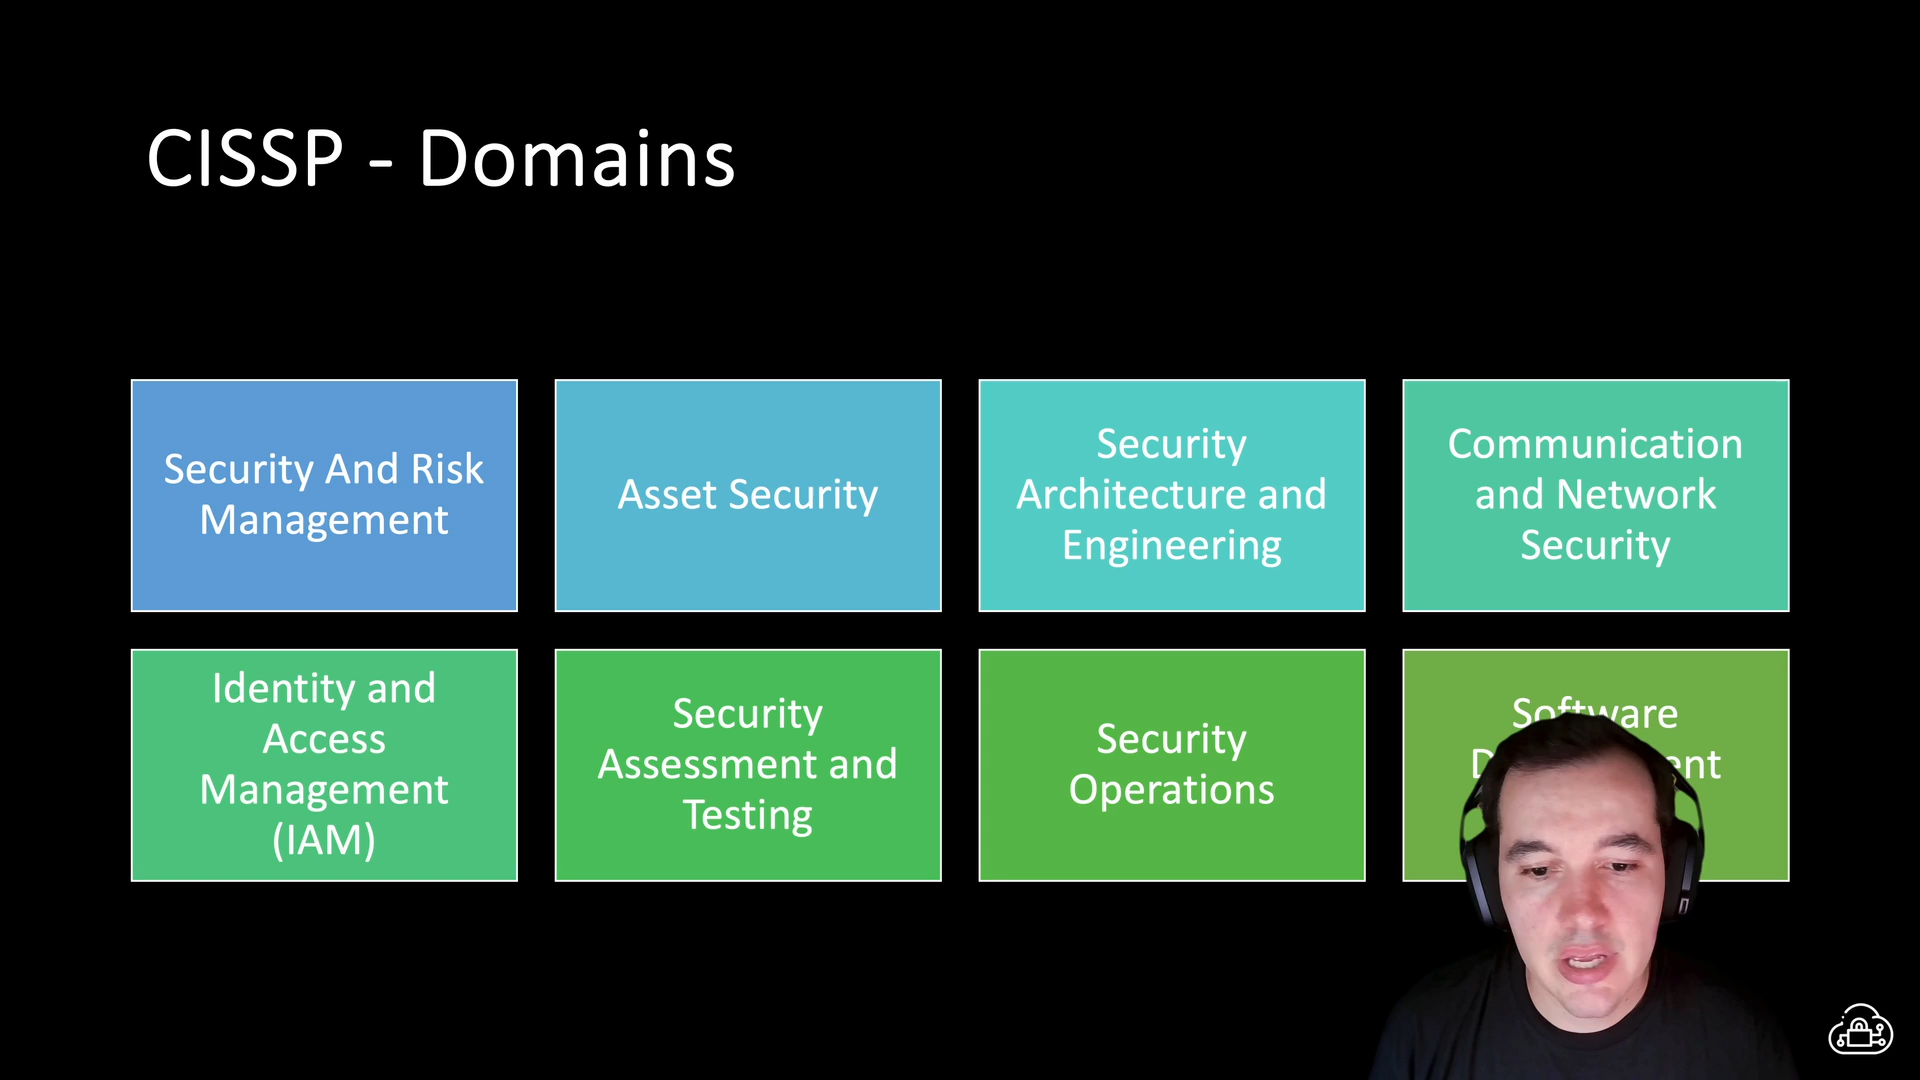 CISSP - Domains
Security And Risk
Management
Asset Security
Security
Architecture and
Engineering
Communication
and Network
Security
Identity and
Access
Management
(IAM)
Security
Assessment and
Testing
Security
Operations
Software